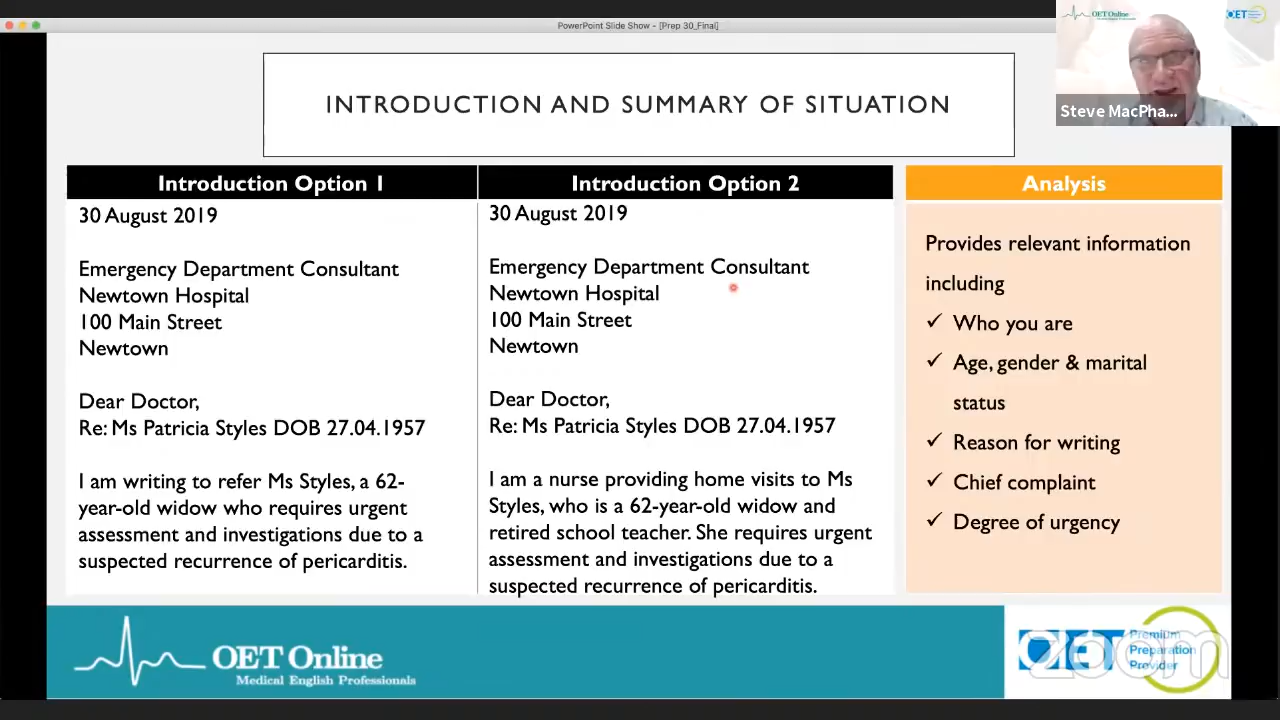 PowerPoint Slide Show - [Prep 30_Final]
OET Online
OET
Steve MacPha...
INTRODUCTION AND SUMMARY OF SITUATION
Introduction Option 1
30 August 2019
Emergency Department Consultant
Newtown Hospital
100 Main Street
Newtown
Dear Doctor,
Re: Ms Patricia Styles DOB 27.04.1957
I am writing to refer Ms Styles, a 62-
year-old widow who requires urgent
assessment and investigations due to a
suspected recurrence of pericarditis.
Introduction Option 2
30 August 2019
Emergency Department Consultant
Newtown Hospital
100 Main Street
Newtown
Dear Doctor,
Re: Ms Patricia Styles DOB 27.04.1957
I am a nurse providing home visits to Ms
Styles, who is a 62-year-old widow and
retired school teacher. She requires urgent
assessment and investigations due to a
suspected recurrence of pericarditis.
Analysis
Provides relevant information
including
✓ Who you are
✓ Age, gender & marital
status
✓ Reason for writing
✓ Chief complaint
✓ Degree of urgency
OET Online
Medical English Professionals
OET
Premium
Preparation
Provider
zoom